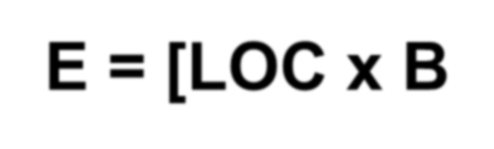 E = [LOC x B